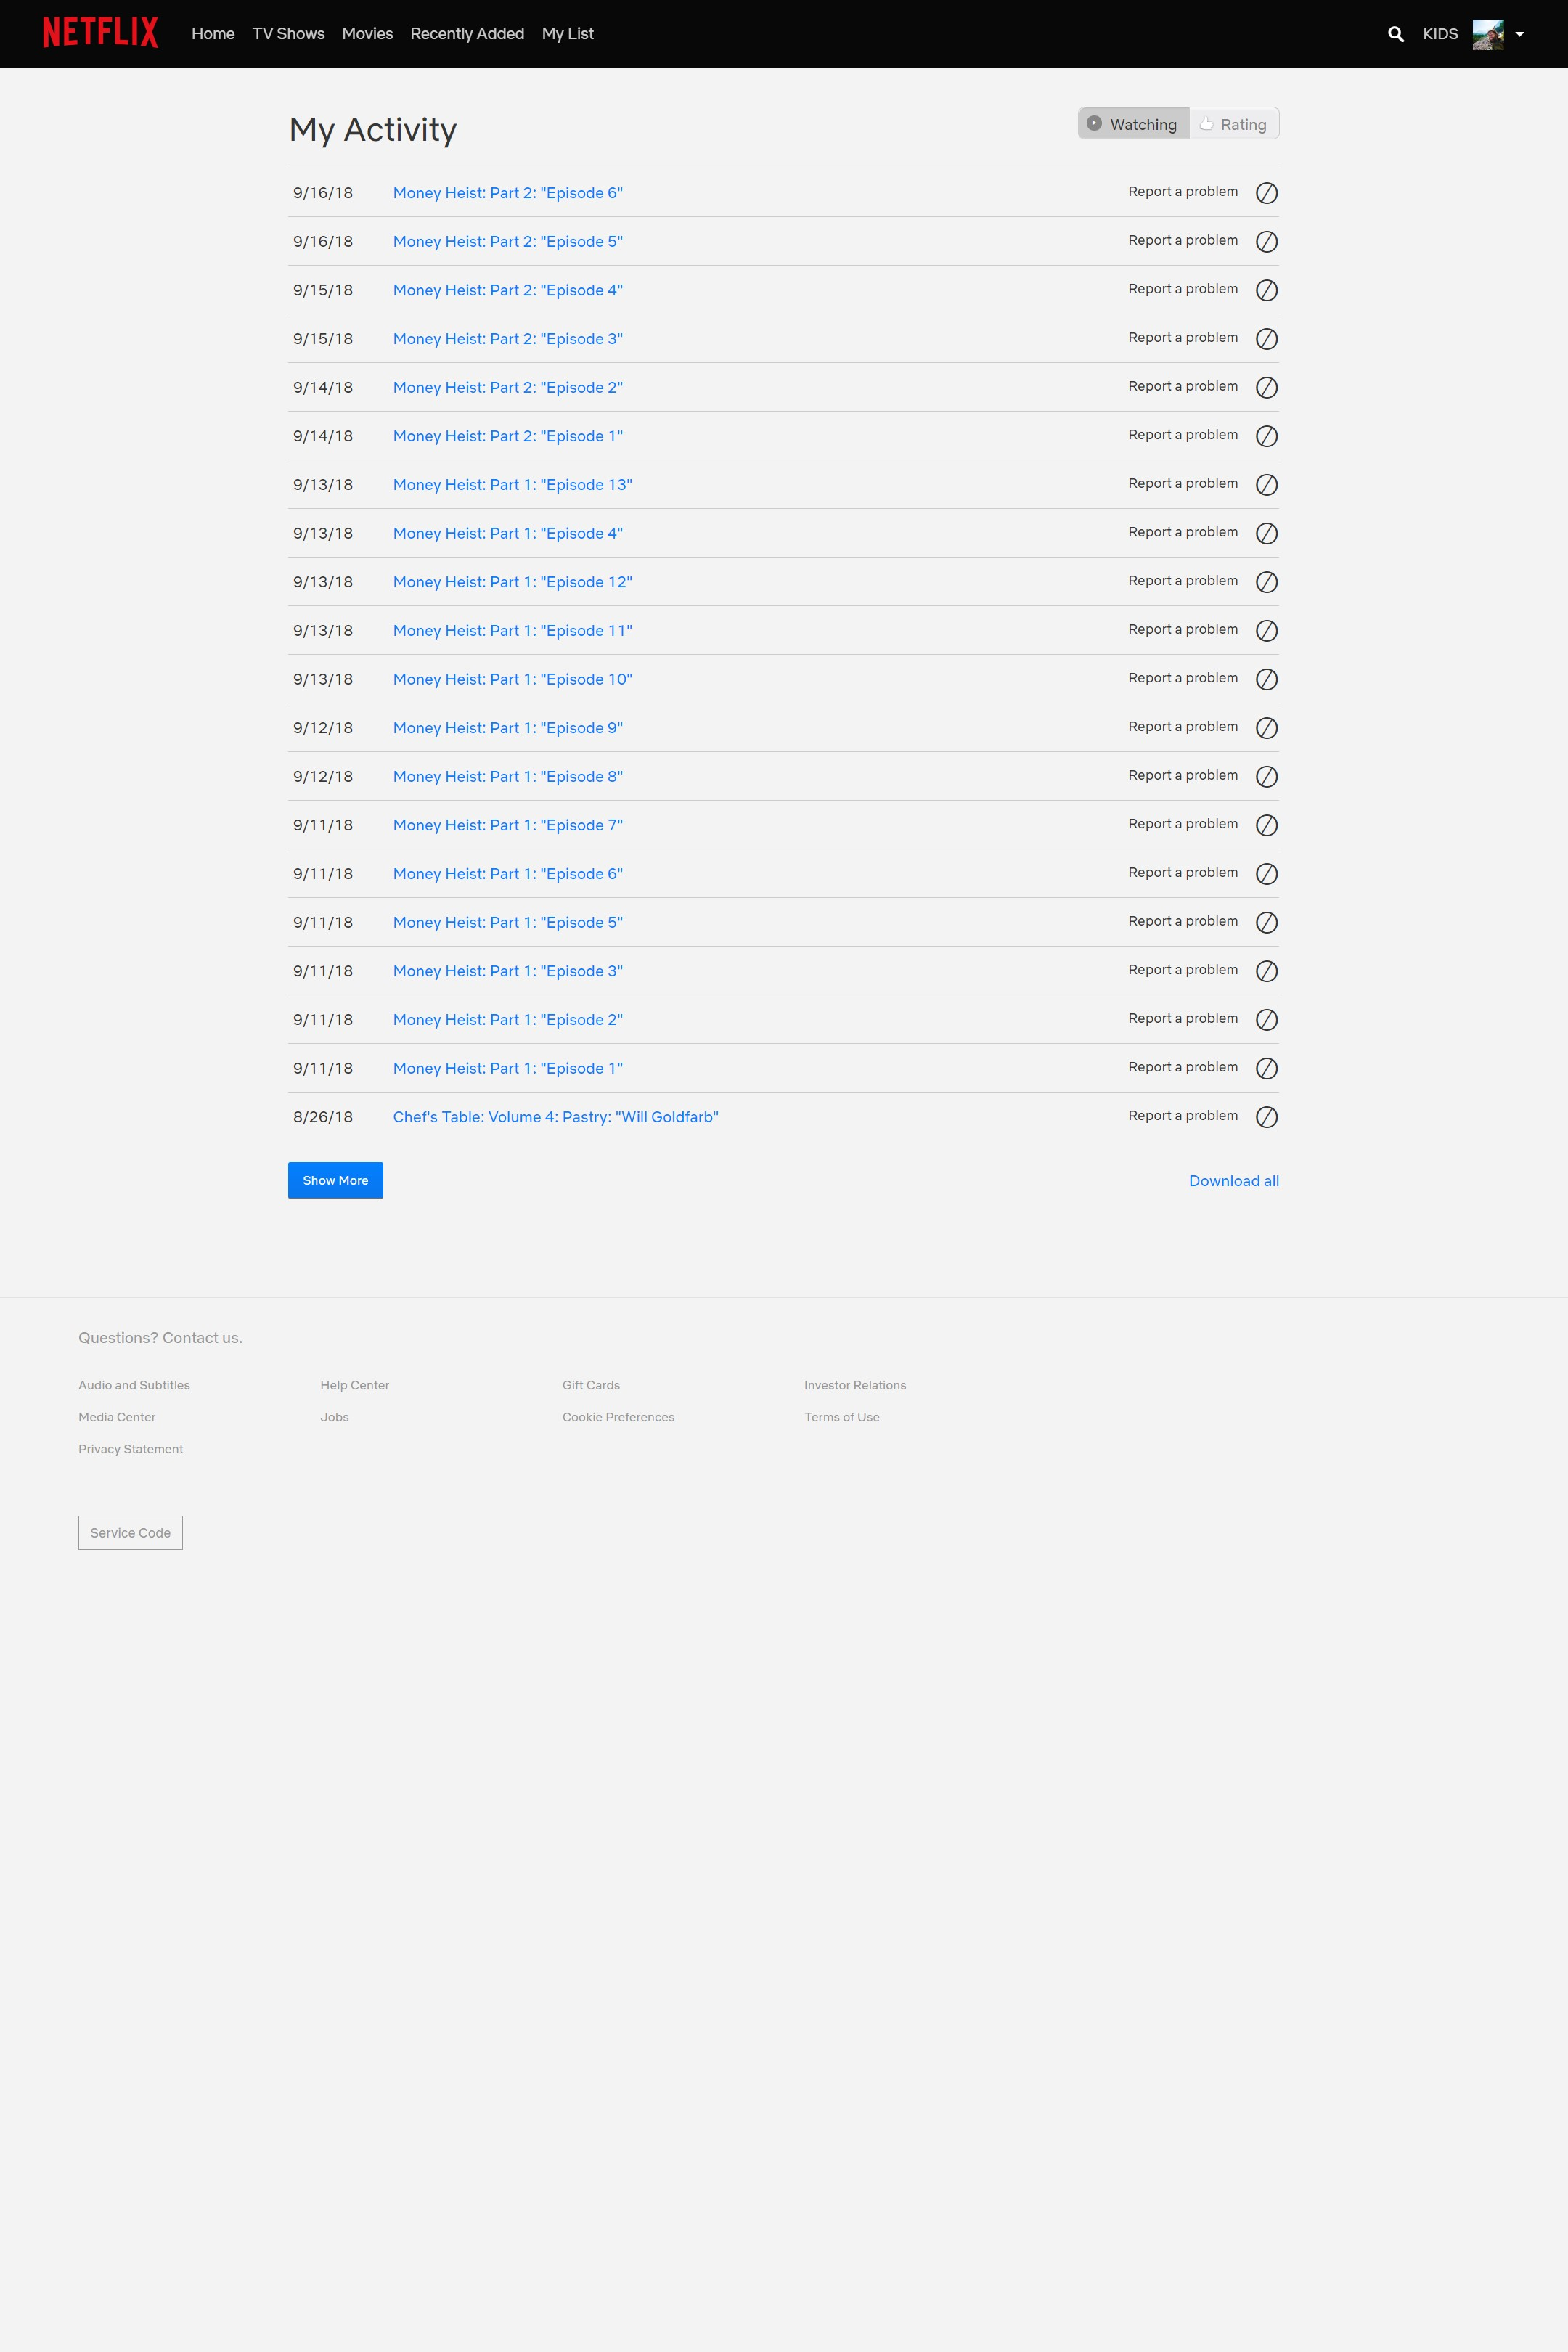 NETFLIX Home TV Shows Movies Recently Added My List KIDS
My Activity Watching Rating
9/16/18 Money Heist: Part 2: "Episode 6" Report a problem
9/16/18 Money Heist: Part 2: "Episode 5" Report a problem
9/15/18 Money Heist: Part 2: "Episode 4" Report a problem
9/15/18 Money Heist: Part 2: "Episode 3" Report a problem
9/14/18 Money Heist: Part 2: "Episode 2" Report a problem
9/14/18 Money Heist: Part 2: "Episode 1" Report a problem
9/13/18 Money Heist: Part 1: "Episode 13" Report a problem
9/13/18 Money Heist: Part 1: "Episode 4" Report a problem
9/13/18 Money Heist: Part 1: "Episode 12" Report a problem
9/13/18 Money Heist: Part 1: "Episode 11" Report a problem
9/13/18 Money Heist: Part 1: "Episode 10" Report a problem
9/12/18 Money Heist: Part 1: "Episode 9" Report a problem
9/12/18 Money Heist: Part 1: "Episode 8" Report a problem
9/11/18 Money Heist: Part 1: "Episode 7" Report a problem
9/11/18 Money Heist: Part 1: "Episode 6" Report a problem
9/11/18 Money Heist: Part 1: "Episode 5" Report a problem
9/11/18 Money Heist: Part 1: "Episode 3" Report a problem
9/11/18 Money Heist: Part 1: "Episode 2" Report a problem
9/11/18 Money Heist: Part 1: "Episode 1" Report a problem
8/26/18 Chef's Table: Volume 4: Pastry: "Will Goldfarb" Report a problem
Show More Download all
Questions? Contact us.
Audio and Subtitles Help Center Gift Cards Investor Relations
Media Center Jobs Cookie Preferences Terms of Use
Privacy Statement
Service Code